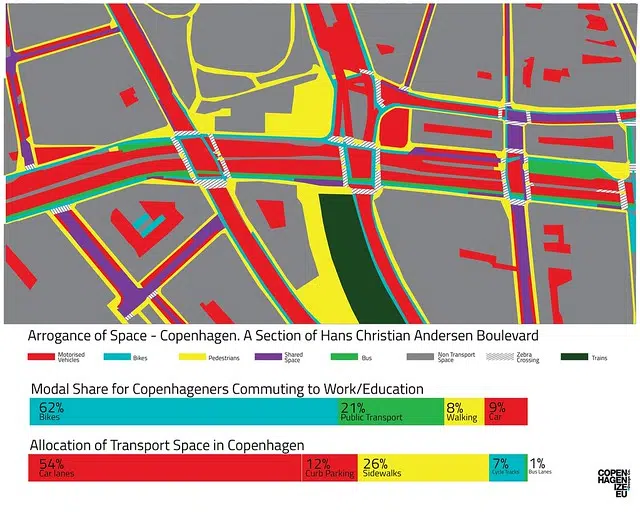 Arrogance of Space - Copenhagen. A Section of Hans Christian Andersen Boulevard
Motorised Vehicles
Bikes
Pedestrians
Shared Space
Bus
Non Transport Space
Zebra Crossing
Trains
Modal Share for Copenhageners Commuting to Work/Education
62% Bikes
21% Public Transport
8% Walking
9% Car
Allocation of Transport Space in Copenhagen
54% Car lanes
12% Curb Parking
26% Sidewalks
7% Cycle Tracks
1% Bus Lanes
COPEN
HAGEN
IZE
EU